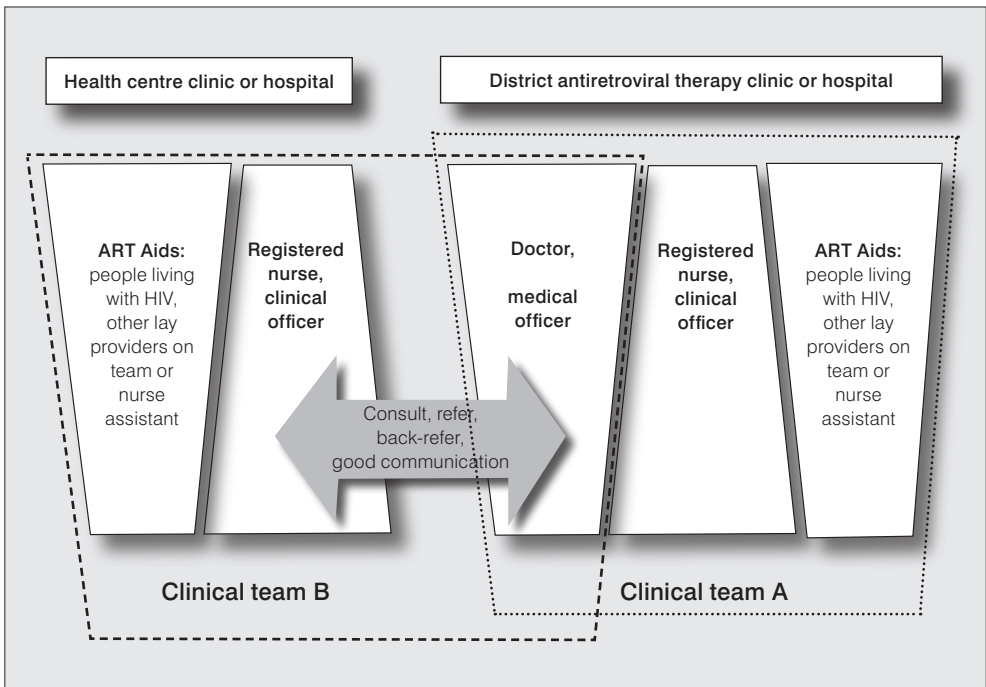 Health centre clinic or hospital
District antiretroviral therapy clinic or hospital
ART Aids:
people living
with HIV,
other lay
providers on
team or
nurse
assistant
Registered
nurse,
clinical
officer
Doctor,
medical
officer
Registered
nurse,
clinical
officer
ART Aids:
people living
with HIV,
other lay
providers on
team or
nurse
assistant
Consult, refer,
back-refer,
good communication
Clinical team B
Clinical team A